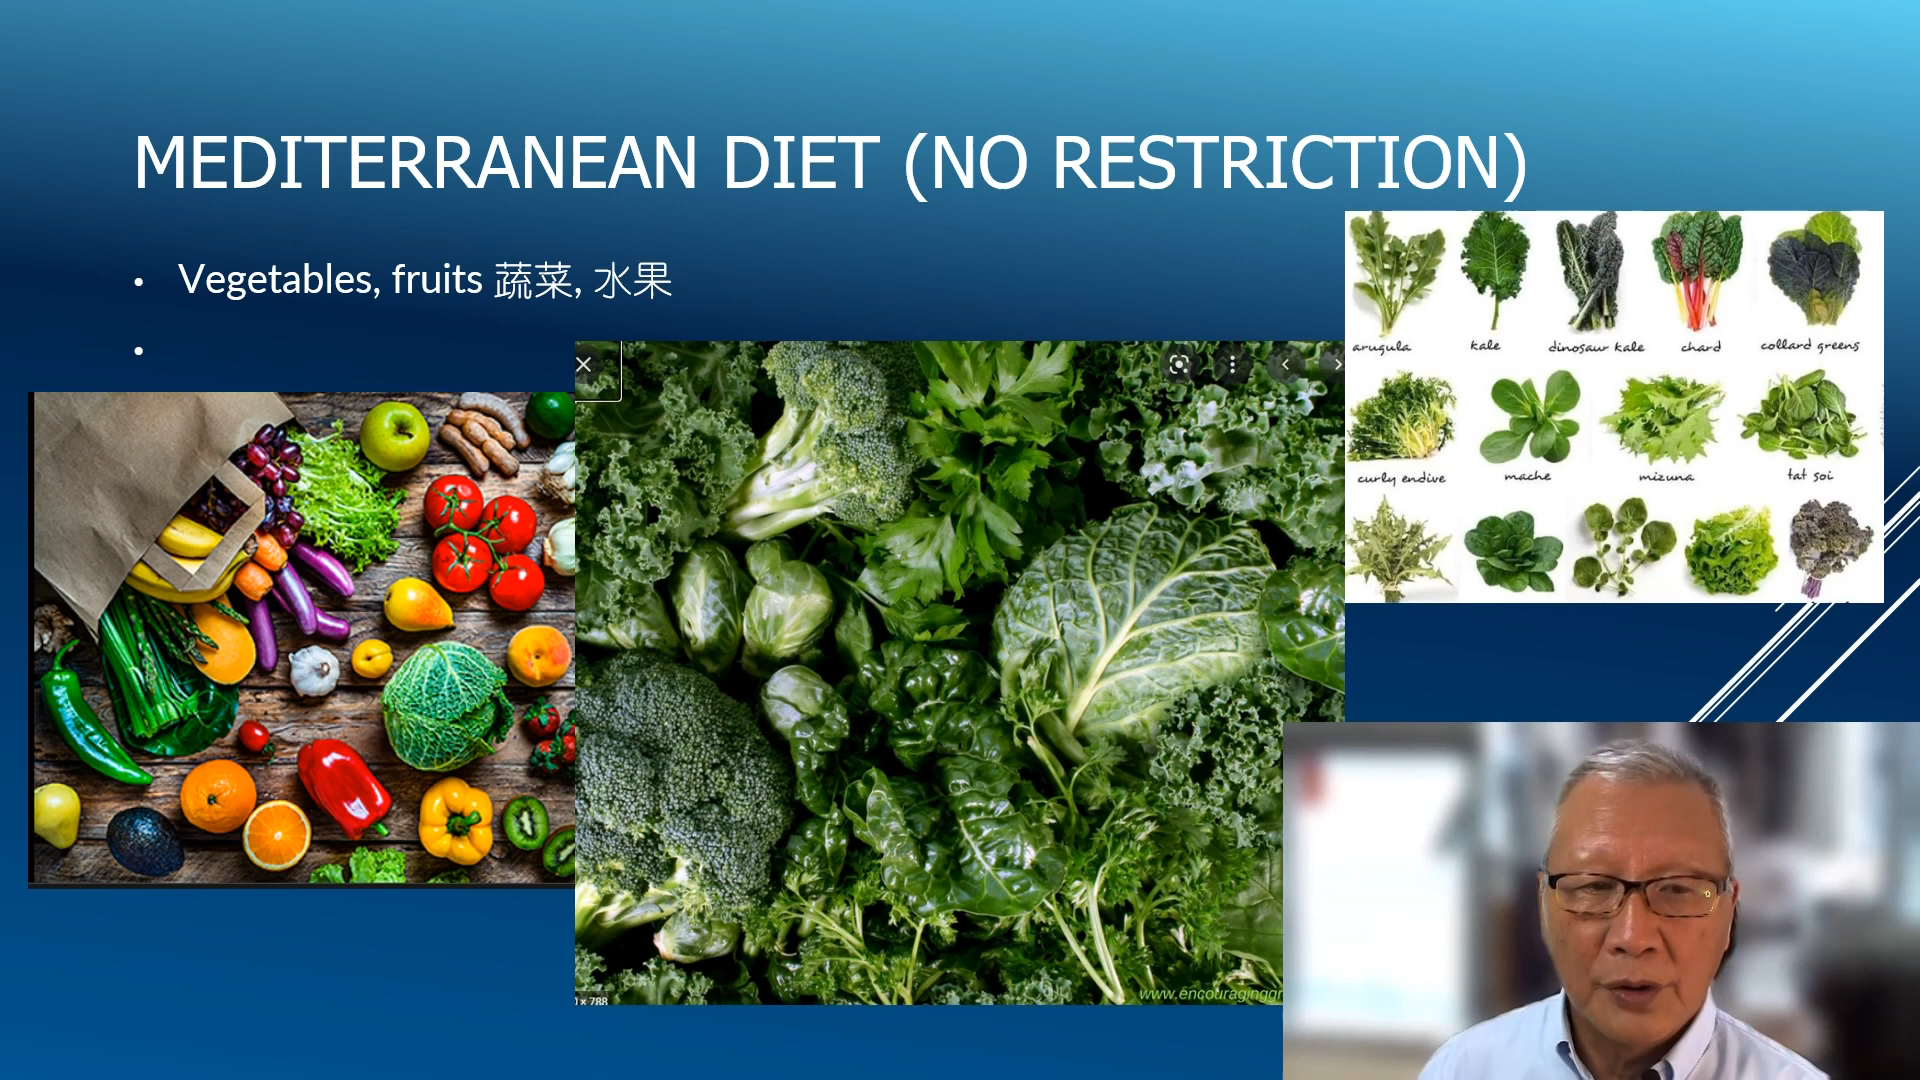 MEDITERRANEAN DIET (NO RESTRICTION)
• Vegetables, fruits 蔬菜, 水果
•
arugula kale dinosaur kale chard collard greens
curly endive mache mizuna tat soi
x 788
www.encouraginggr